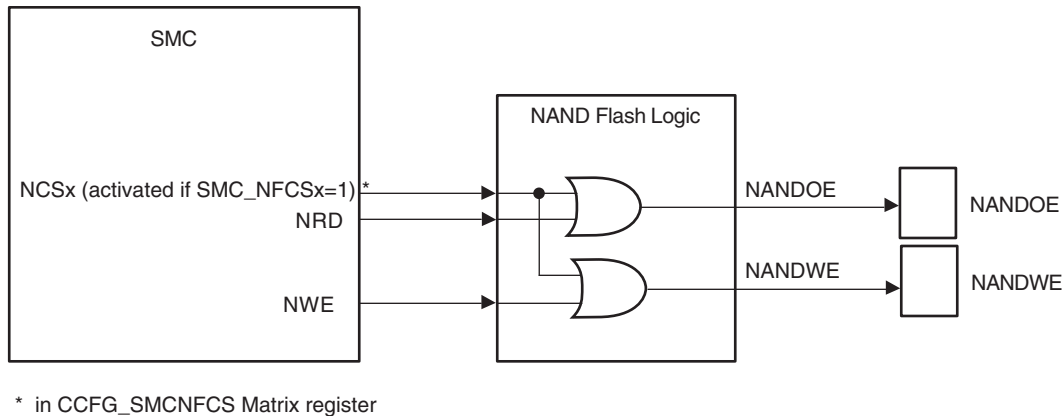 SMC
NAND Flash Logic
NCSx (activated if SMC_NFCSx=1) *
NRD
NWE
NANDOE
NANDOE
NANDWE
NANDWE
* in CCFG_SMCNFCS Matrix register